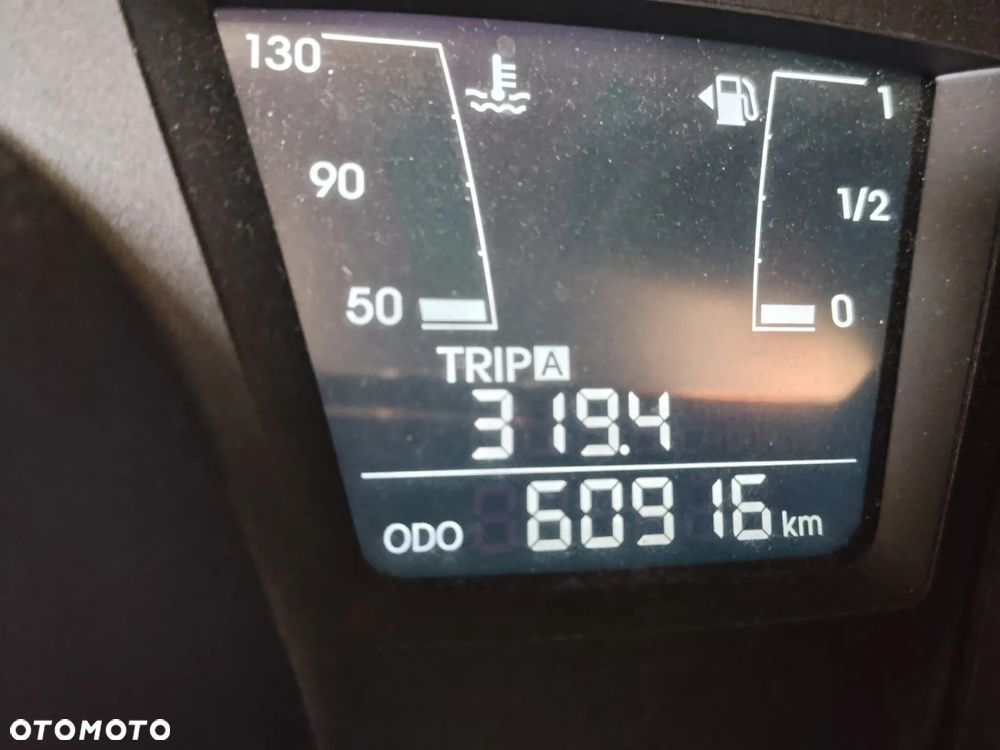 130
90
50
1
1/2
0
TRIP A
319.4
ODO 60916 km
OTOMOTO